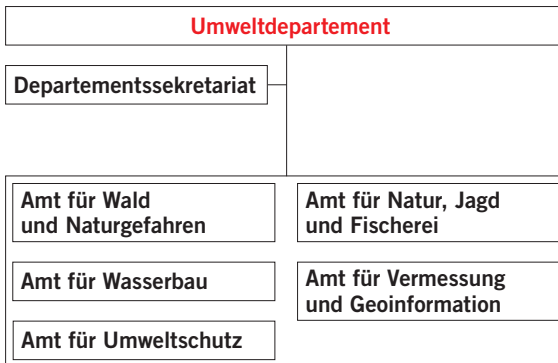 Umweltdepartement
Departementssekretariat
Amt für Wald
und Naturgefahren
Amt für Wasserbau
Amt für Umweltschutz
Amt für Natur, Jagd
und Fischerei
Amt für Vermessung
und Geoinformation